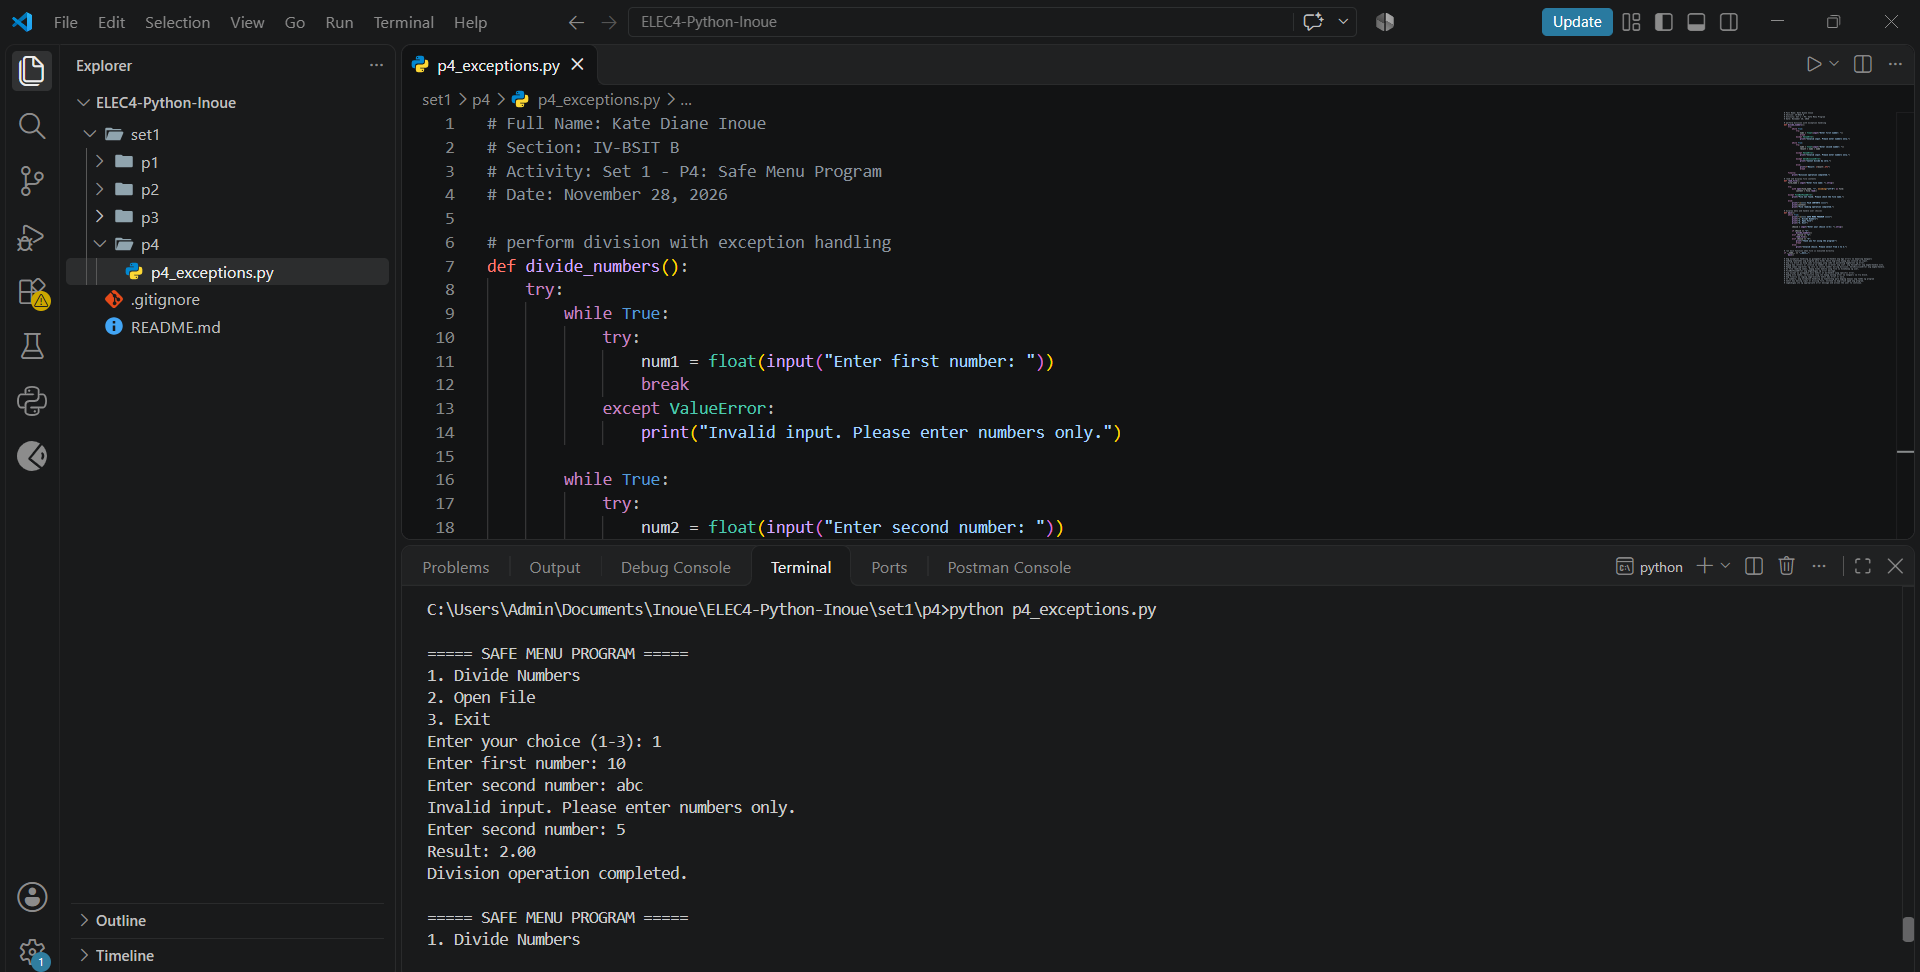 File Edit Selection View Go Run Terminal Help
ELEC4-Python-Inoue
Update
Explorer
ELEC4-Python-Inoue
set1
p1
p2
p3
p4
p4_exceptions.py
.gitignore
README.md
Outline
Timeline
1
p4_exceptions.py
set1 > p4 > p4_exceptions.py > ...
1 # Full Name: Kate Diane Inoue
2 # Section: IV-BSIT B
3 # Activity: Set 1 - P4: Safe Menu Program
4 # Date: November 28, 2026
5
6 # perform division with exception handling
7 def divide_numbers():
8 try:
9 while True:
10 try:
11 num1 = float(input("Enter first number: "))
12 break
13 except ValueError:
14 print("Invalid input. Please enter numbers only.")
15
16 while True:
17 try:
18 num2 = float(input("Enter second number: "))
Problems Output Debug Console Terminal Ports Postman Console
python
C:\Users\Admin\Documents\Inoue\ELEC4-Python-Inoue\set1\p4>python p4_exceptions.py
===== SAFE MENU PROGRAM =====
1. Divide Numbers
2. Open File
3. Exit
Enter your choice (1-3): 1
Enter first number: 10
Enter second number: abc
Invalid input. Please enter numbers only.
Enter second number: 5
Result: 2.00
Division operation completed.
===== SAFE MENU PROGRAM =====
1. Divide Numbers